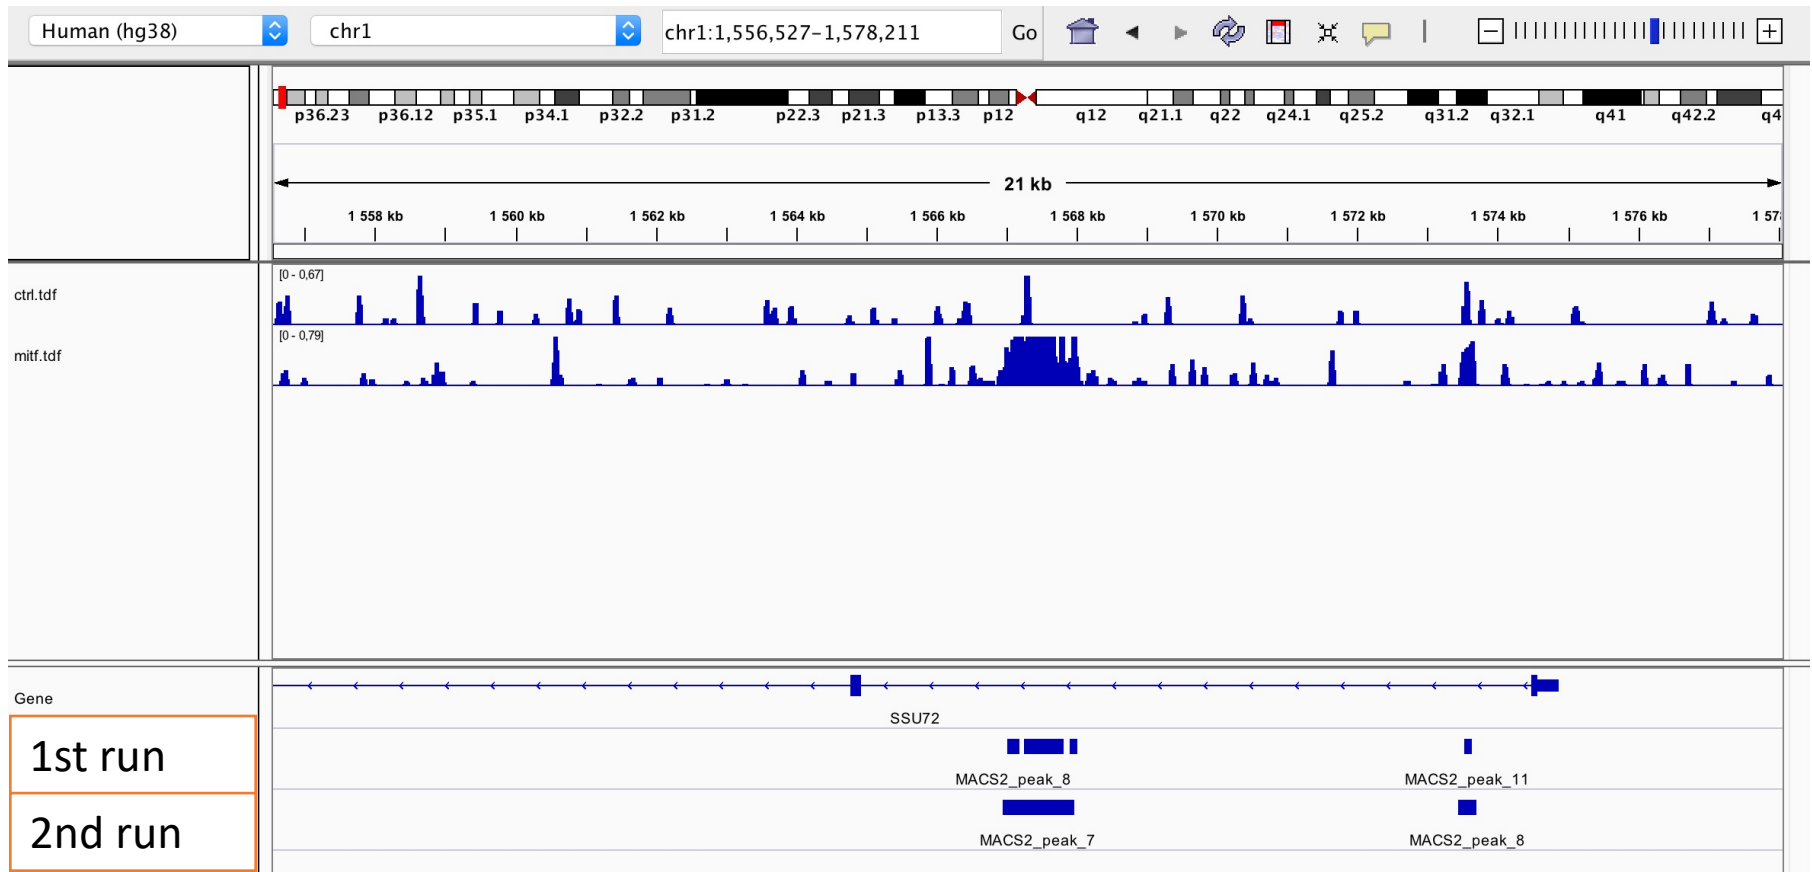 Human (hg38) chr1 chr1:1,556,527-1,578,211 Go
p36.23 p36.12 p35.1 p34.1 p32.2 p31.2 p22.3 p21.3 p13.3 p12 q12 q21.1 q22 q24.1 q25.2 q31.2 q32.1 q41 q42.2 q4
21 kb
1 558 kb 1 560 kb 1 562 kb 1 564 kb 1 566 kb 1 568 kb 1 570 kb 1 572 kb 1 574 kb 1 576 kb 1 57
[0 - 0,67]
ctrl.tdf
[0 - 0,79]
mitf.tdf
Gene
SSU72
1st run
MACS2_peak_8 MACS2_peak_11
2nd run
MACS2_peak_7 MACS2_peak_8